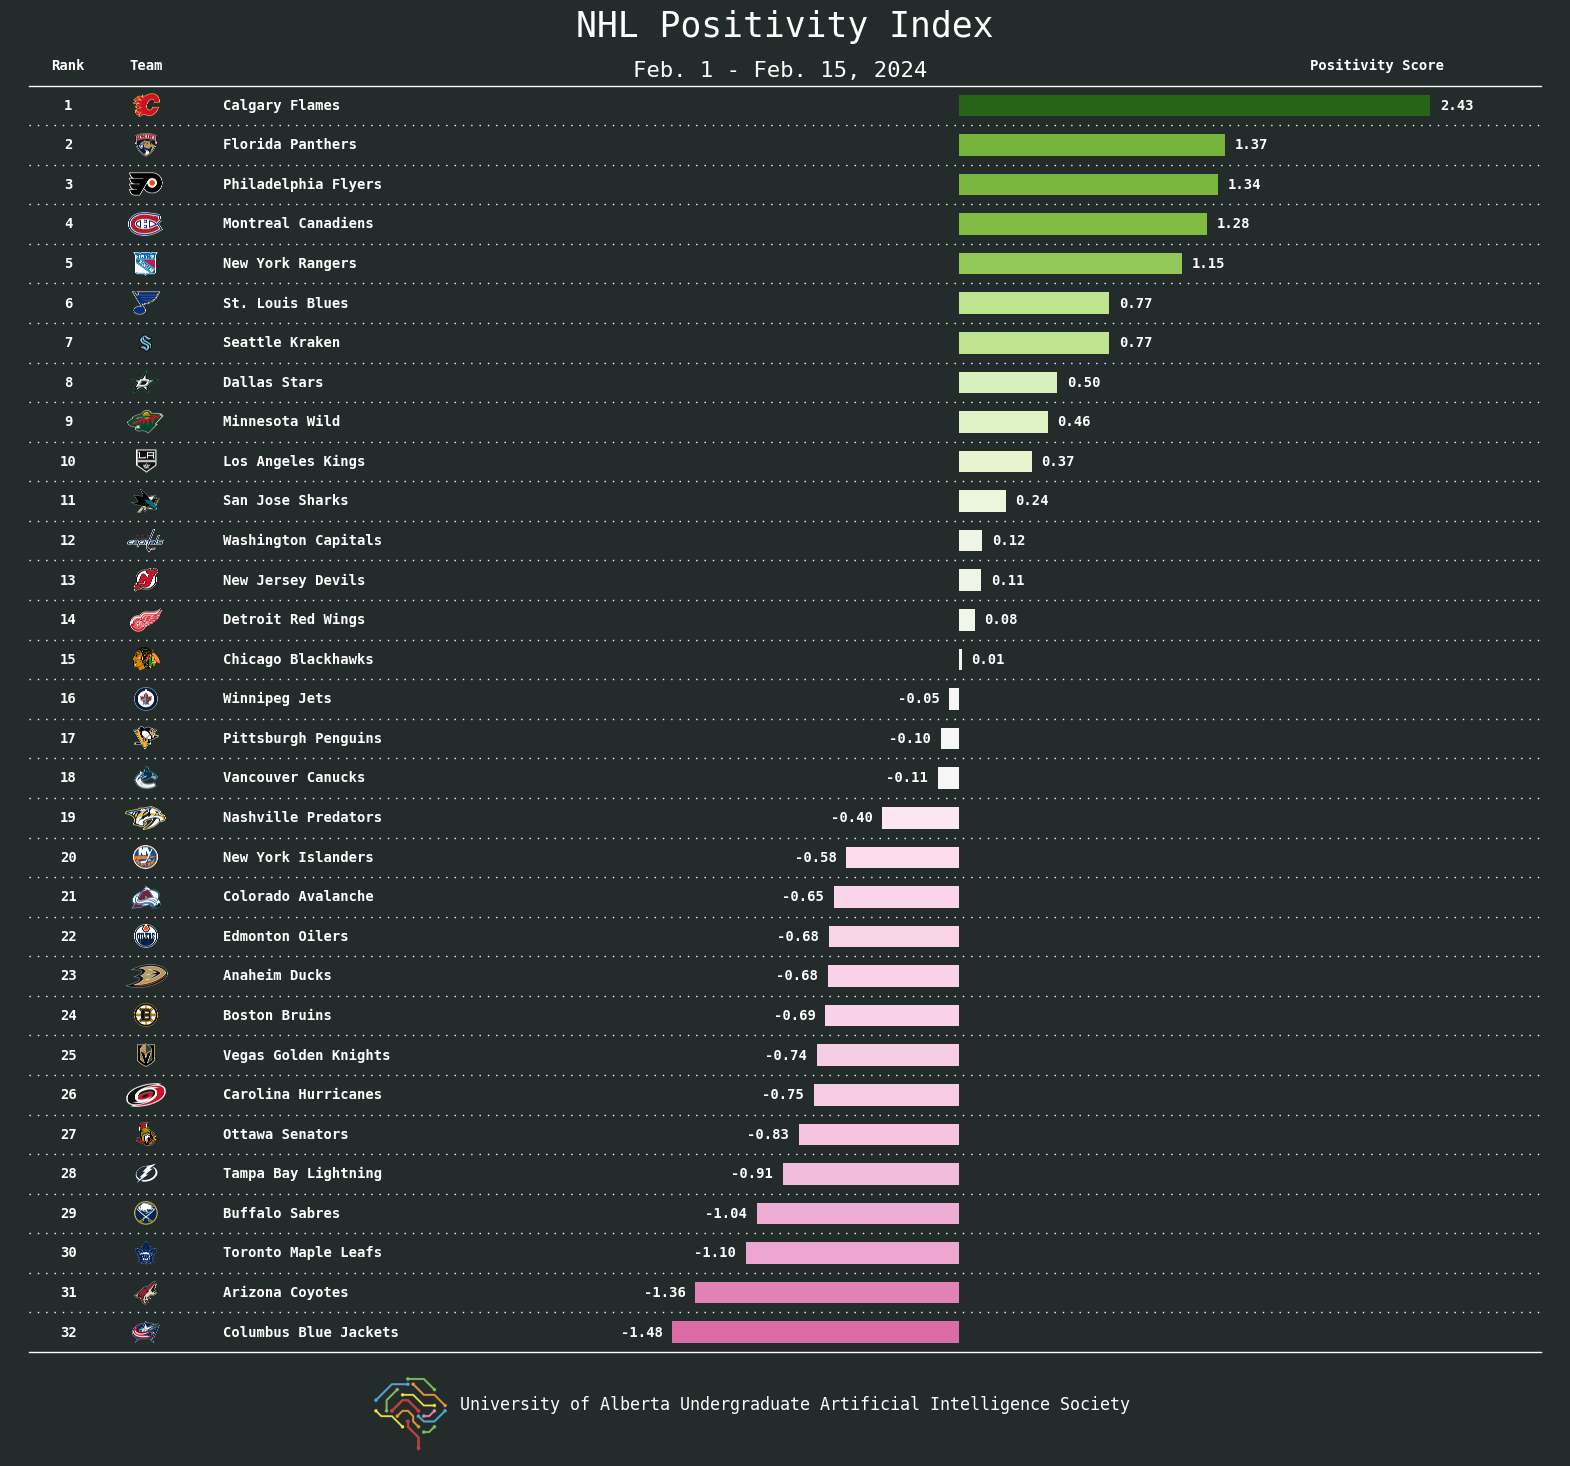 NHL Positivity Index
Feb. 1 - Feb. 15, 2024
Rank Team Positivity Score
1 Calgary Flames 2.43
2 Florida Panthers 1.37
3 Philadelphia Flyers 1.34
4 Montreal Canadiens 1.28
5 New York Rangers 1.15
6 St. Louis Blues 0.77
7 Seattle Kraken 0.77
8 Dallas Stars 0.50
9 Minnesota Wild 0.46
10 Los Angeles Kings 0.37
11 San Jose Sharks 0.24
12 Washington Capitals 0.12
13 New Jersey Devils 0.11
14 Detroit Red Wings 0.08
15 Chicago Blackhawks 0.01
16 Winnipeg Jets -0.05
17 Pittsburgh Penguins -0.10
18 Vancouver Canucks -0.11
19 Nashville Predators -0.40
20 New York Islanders -0.58
21 Colorado Avalanche -0.65
22 Edmonton Oilers -0.68
23 Anaheim Ducks -0.68
24 Boston Bruins -0.69
25 Vegas Golden Knights -0.74
26 Carolina Hurricanes -0.75
27 Ottawa Senators -0.83
28 Tampa Bay Lightning -0.91
29 Buffalo Sabres -1.04
30 Toronto Maple Leafs -1.10
31 Arizona Coyotes -1.36
32 Columbus Blue Jackets -1.48
University of Alberta Undergraduate Artificial Intelligence Society